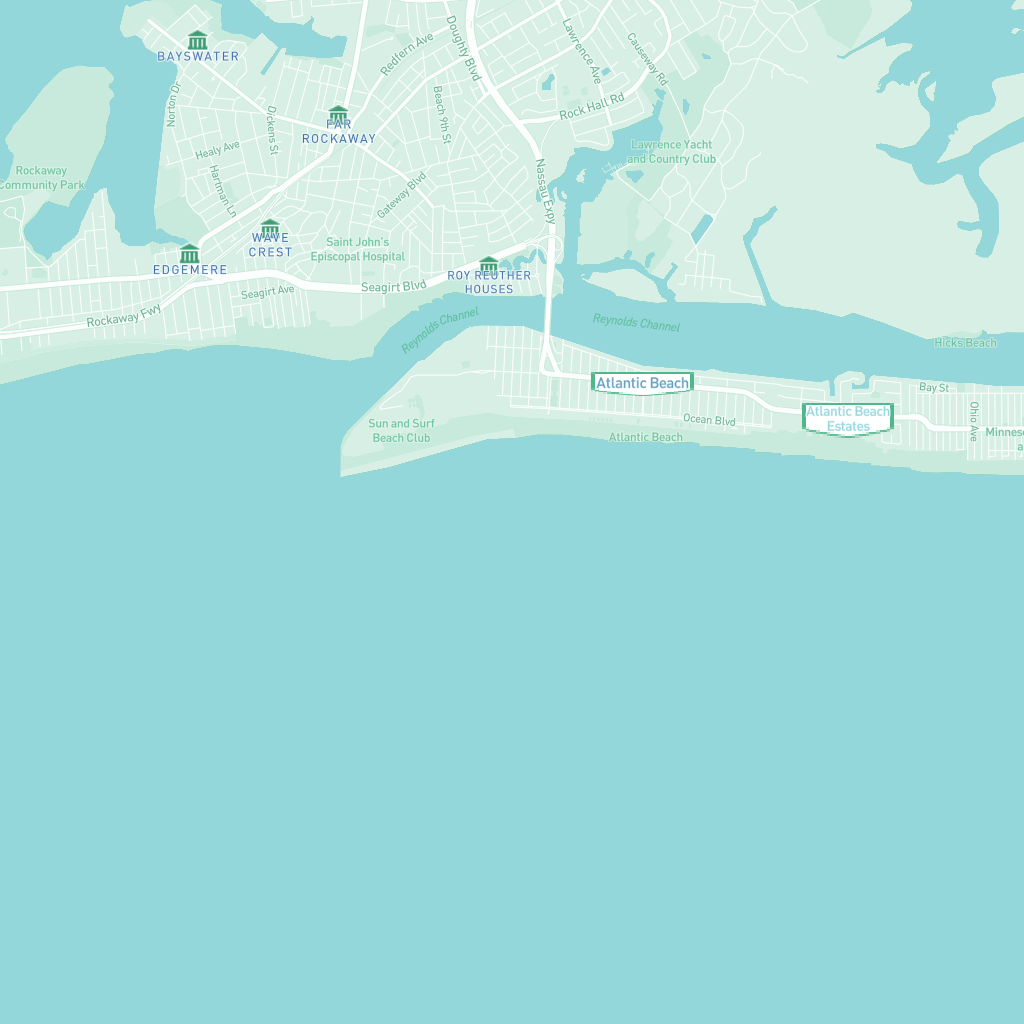 BAYSWATER
Redfern Ave
Doughty Blvd
Lawrence Ave
Causeway Rd
Norton Dr
Dickens St
FAR
ROCKAWAY
Beach 9th St
Rock Hall Rd
Healy Ave
Lawrence Yacht
and Country Club
Rockaway
Community Park
Hartman Ln
Gateway Blvd
Nassau Expy
WAVE
CREST
Saint John's
Episcopal Hospital
EDGEMERE
ROY REUTHER
HOUSES
Seagirt Ave
Seagirt Blvd
Rockaway Fwy
Reynolds Channel
Reynolds Channel
Hicks Beach
Atlantic Beach
Bay St
Atlantic Beach
Estates
Ohio Ave
Ocean Blvd
Sun and Surf
Beach Club
Atlantic Beach
Minnes
a